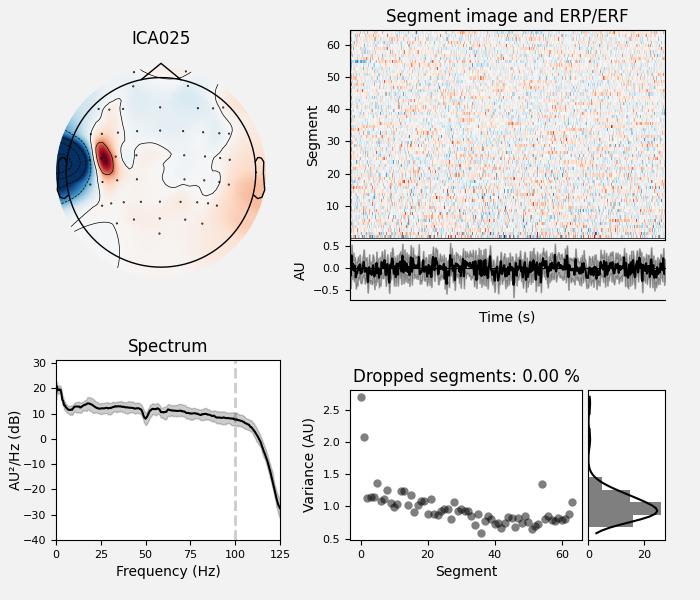 ICA025
Segment image and ERP/ERF
Segment
60
50
40
30
20
10
AU
0.5
0.0
−0.5
Time (s)
Spectrum
AU²/Hz (dB)
30
20
10
0
−10
−20
−30
−40
0 25 50 75 100 125
Frequency (Hz)
Dropped segments: 0.00 %
Variance (AU)
2.5
2.0
1.5
1.0
0.5
0 20 40 60
Segment
0 20